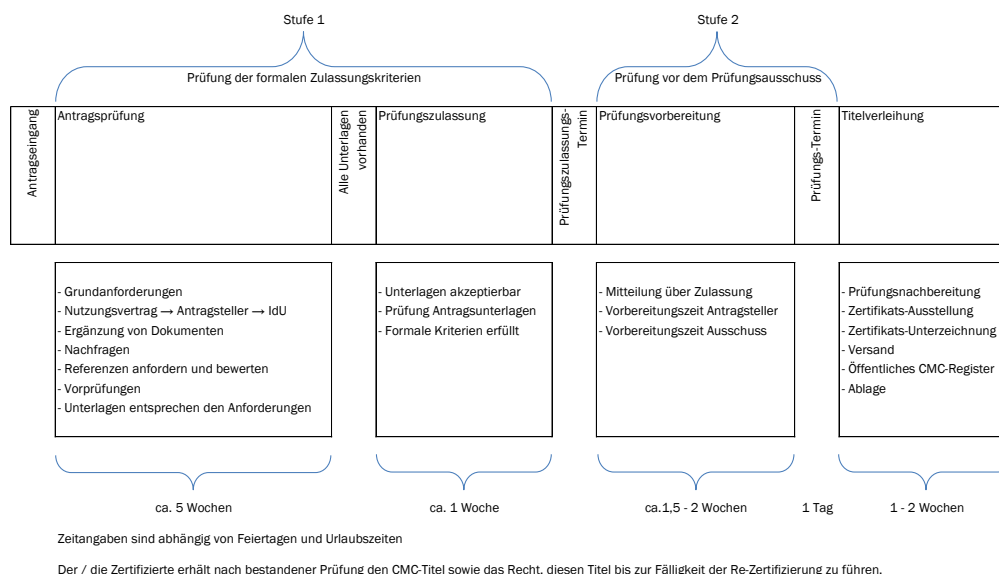 Stufe 1
Stufe 2
Prüfung der formalen Zulassungskriterien
Prüfung vor dem Prüfungsausschuss
Antragseingang
Antragsprüfung
Alle Unterlagen
vorhanden
Prüfungszulassung
Prüfungszulassungs-
Termin
Prüfungsvorbereitung
Prüfungs-Termin
Titelverleihung
- Grundanforderungen
- Nutzungsvertrag → Antragsteller → IdU
- Ergänzung von Dokumenten
- Nachfragen
- Referenzen anfordern und bewerten
- Vorprüfungen
- Unterlagen entsprechen den Anforderungen
- Unterlagen akzeptierbar
- Prüfung Antragsunterlagen
- Formale Kriterien erfüllt
- Mitteilung über Zulassung
- Vorbereitungszeit Antragsteller
- Vorbereitungszeit Ausschuss
- Prüfungsnachbereitung
- Zertifikats-Ausstellung
- Zertifikats-Unterzeichnung
- Versand
- Öffentliches CMC-Register
- Ablage
ca. 5 Wochen
ca. 1 Woche
ca.1,5 - 2 Wochen
1 Tag
1 - 2 Wochen
Zeitangaben sind abhängig von Feiertagen und Urlaubszeiten
Der / die Zertifizierte erhält nach bestandener Prüfung den CMC-Titel sowie das Recht, diesen Titel bis zur Fälligkeit der Re-Zertifizierung zu führen.